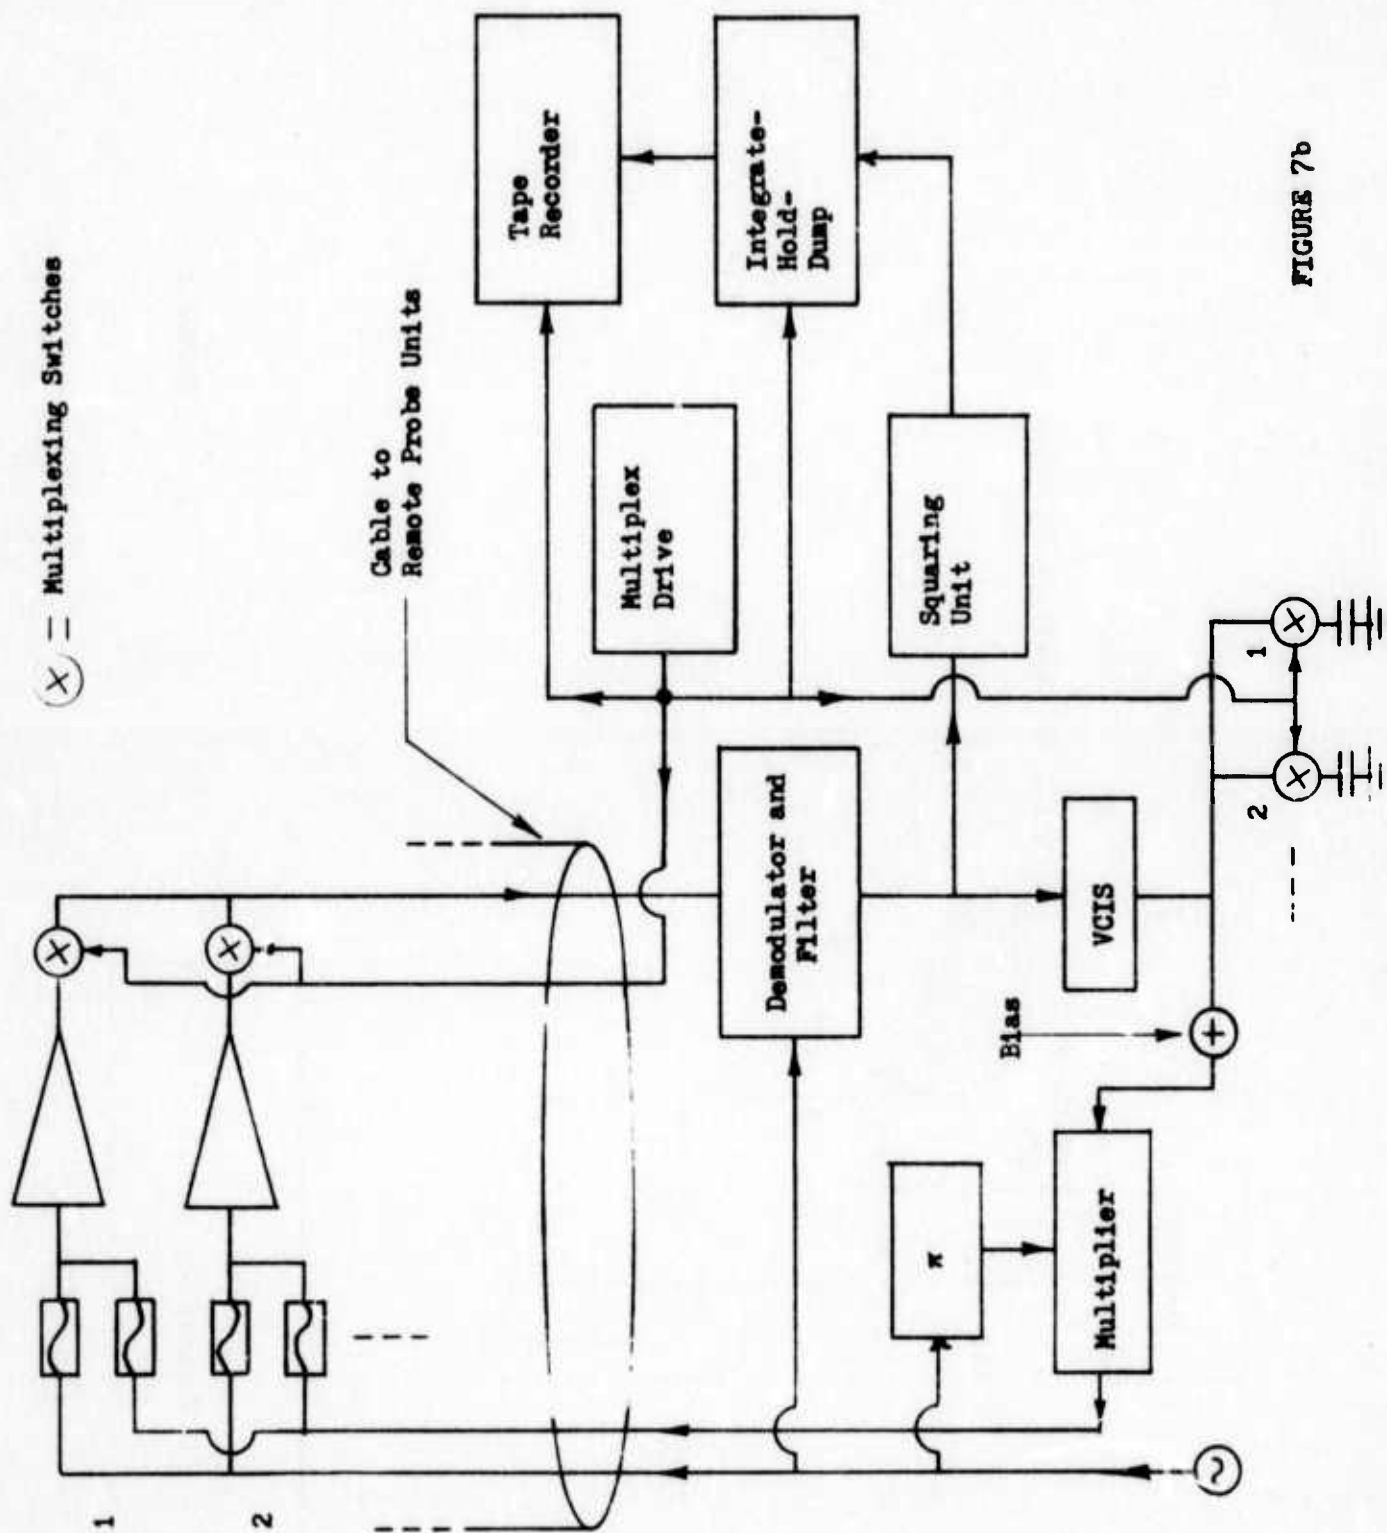 = Multiplexing Switches
Cable to
Remote Probe Units
Tape
Recorder
Integrate-
Hold-
Dump
Multiplex
Drive
Squaring
Unit
Demodulator and
Filter
VCIS
Bias
+
π
Multiplier
1
2
1
2
FIGURE 7b